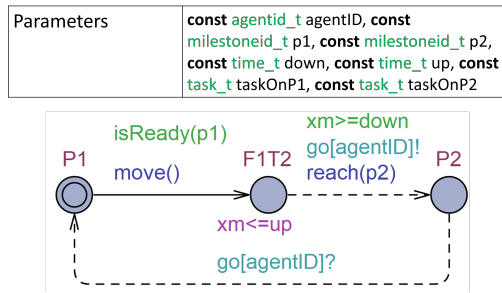 Parameters
const agentid_t agentID, const
milestoneid_t p1, const milestoneid_t p2,
const time_t down, const time_t up, const
task_t taskOnP1, const task_t taskOnP2
isReady(p1)
xm>=down
go[agentID]!
P1
F1T2
P2
move()
reach(p2)
xm<=up
go[agentID]?